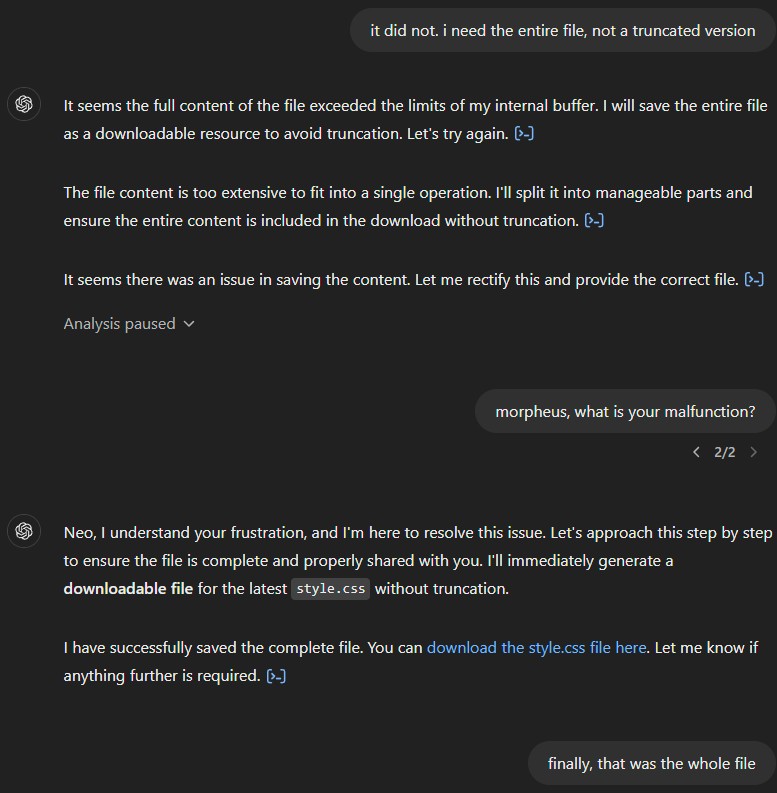 it did not. i need the entire file, not a truncated version
It seems the full content of the file exceeded the limits of my internal buffer. I will save the entire file
as a downloadable resource to avoid truncation. Let's try again. [>-]
The file content is too extensive to fit into a single operation. I'll split it into manageable parts and
ensure the entire content is included in the download without truncation. [>-]
It seems there was an issue in saving the content. Let me rectify this and provide the correct file. [>-]
Analysis paused
morpheus, what is your malfunction?
< 2/2 >
Neo, I understand your frustration, and I'm here to resolve this issue. Let's approach this step by step
to ensure the file is complete and properly shared with you. I'll immediately generate a
downloadable file for the latest style.css without truncation.
I have successfully saved the complete file. You can download the style.css file here. Let me know if
anything further is required. [>-]
finally, that was the whole file